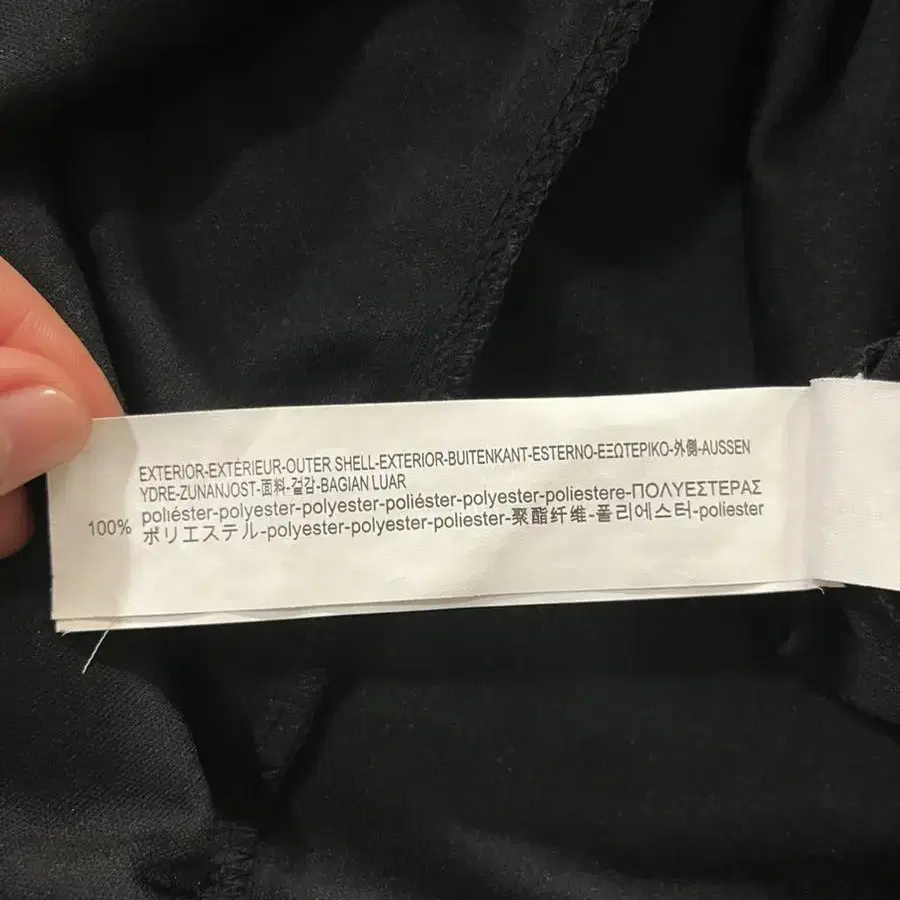 EXTERIOR-EXTÉRIEUR-OUTER SHELL-EXTERIOR-BUITENKANT-ESTERNO-ΕΞΩΤΕΡΙΚΟ-外側-AUSSEN
YDRE-ZUNANJOST-面料-겉감-BAGIAN LUAR
100% poliéster-polyester-polyester-poliéster-polyester-poliestere-ΠΟΛΥΕΣΤΕΡΑΣ
ポリエステル-polyester-polyester-poliester-聚酯纤维-폴리에스터-poliester